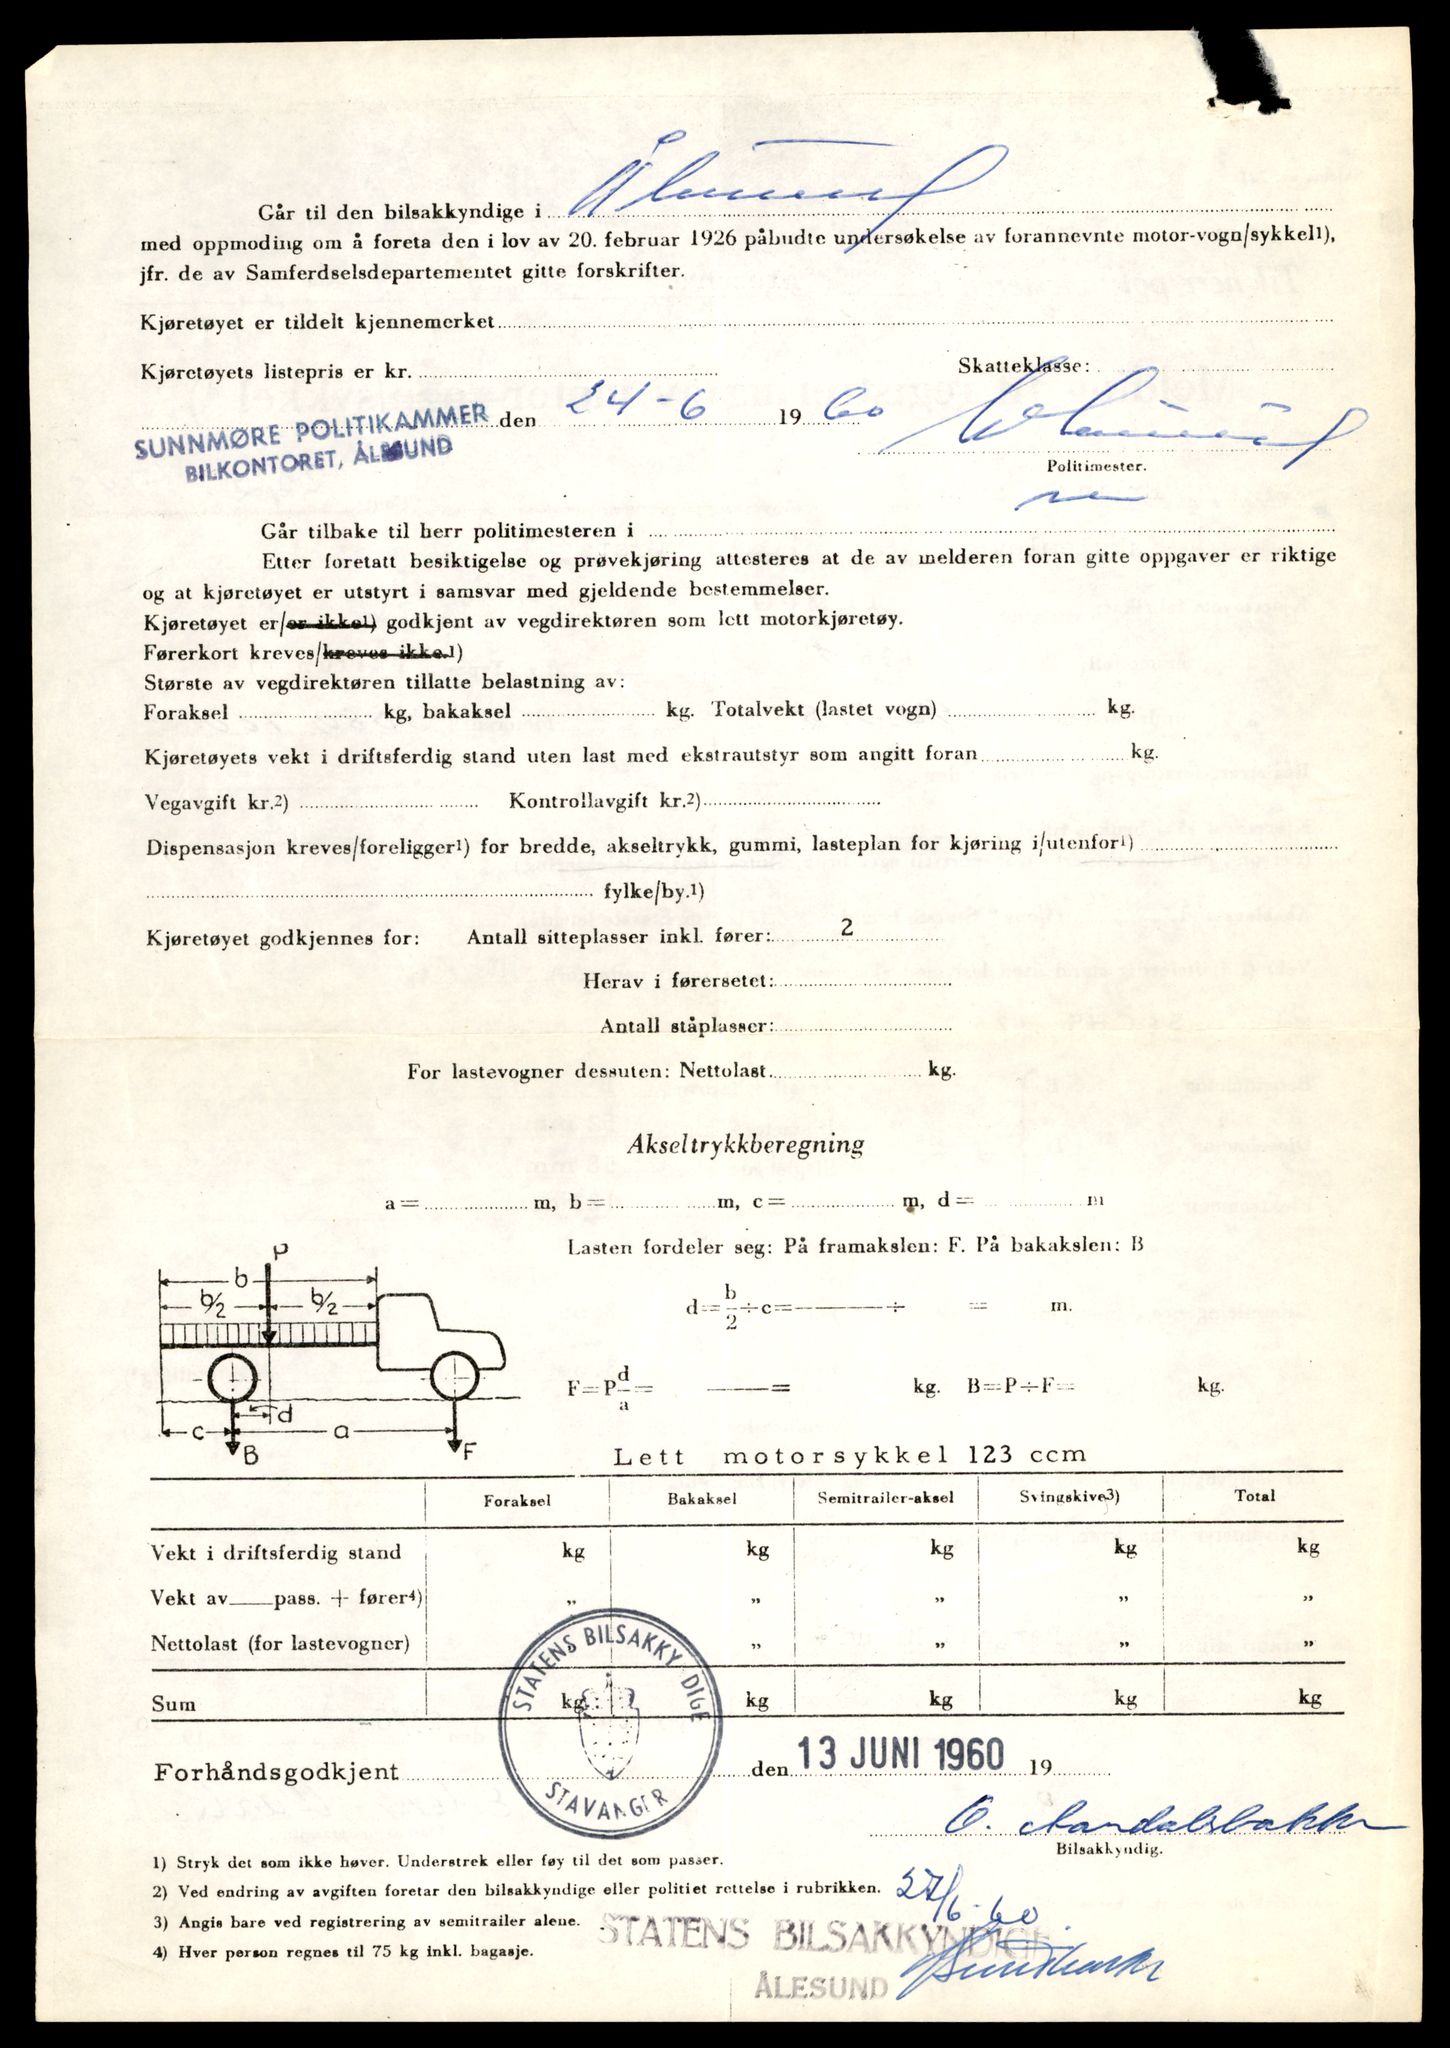 Går til den bilsakkyndige i Ålesund
med oppmoding om å foreta den i lov av 20. februar 1926 påbudte undersøkelse av forannevnte motor-vogn/sykkel1),
jfr. de av Samferdselsdepartementet gitte forskrifter.
Kjøretøyet er tildelt kjennemerket
Kjøretøyets listepris er kr. Skatteklasse:
den 24-6 1960
SUNNMØRE POLITIKAMMER
BILKONTORET, ÅLESUND
Politimester.
Går tilbake til herr politimesteren i
Etter foretatt besiktigelse og prøvekjøring attesteres at de av melderen foran gitte oppgaver er riktige
og at kjøretøyet er utstyrt i samsvar med gjeldende bestemmelser.
Kjøretøyet er/er ikke1) godkjent av vegdirektøren som lett motorkjøretøy.
Førerkort kreves/kreves ikke.1)
Største av vegdirektøren tillatte belastning av:
Foraksel kg, bakaksel kg. Totalvekt (lastet vogn) kg.
Kjøretøyets vekt i driftsferdig stand uten last med ekstrautstyr som angitt foran kg.
Vegavgift kr.2) Kontrollavgift kr.2)
Dispensasjon kreves/foreligger1) for bredde, akseltrykk, gummi, lasteplan for kjøring i/utenfor1)
fylke/by.1)
Kjøretøyet godkjennes for: Antall sitteplasser inkl. fører: 2
Herav i førersetet:
Antall ståplasser:
For lastevogner dessuten: Nettolast kg.
Akseltrykkberegning
a = m, b = m, c = m, d = m
Lasten fordeler seg: På framakslen: F. På bakakslen: B
P
b
b/2 b/2
d = b/2 ÷ c = ÷ = m.
F = P d/a = = kg. B = P ÷ F = kg.
d
c a
B F
Lett motorsykkel 123 ccm
Foraksel Bakaksel Semitrailer-aksel Svingskive3) Total
Vekt i driftsferdig stand kg kg kg kg kg
Vekt av pass. + fører4) „ „ „ „ „
Nettolast (for lastevogner) „ „ „ „
Sum kg kg kg kg kg
STATENS BILSAKKY DIGE
STAVANGER
Forhåndsgodkjent den 13 JUNI 1960 19
O. Aandalsbakke
Bilsakkyndig.
1) Stryk det som ikke høver. Understrek eller føy til det som passer.
2) Ved endring av avgiften foretar den bilsakkyndige eller politiet rettelse i rubrikken.
27/6-60
3) Angis bare ved registrering av semitrailer alene.
4) Hver person regnes til 75 kg inkl. bagasje.
STATENS BILSAKKYNDIGE
ÅLESUND